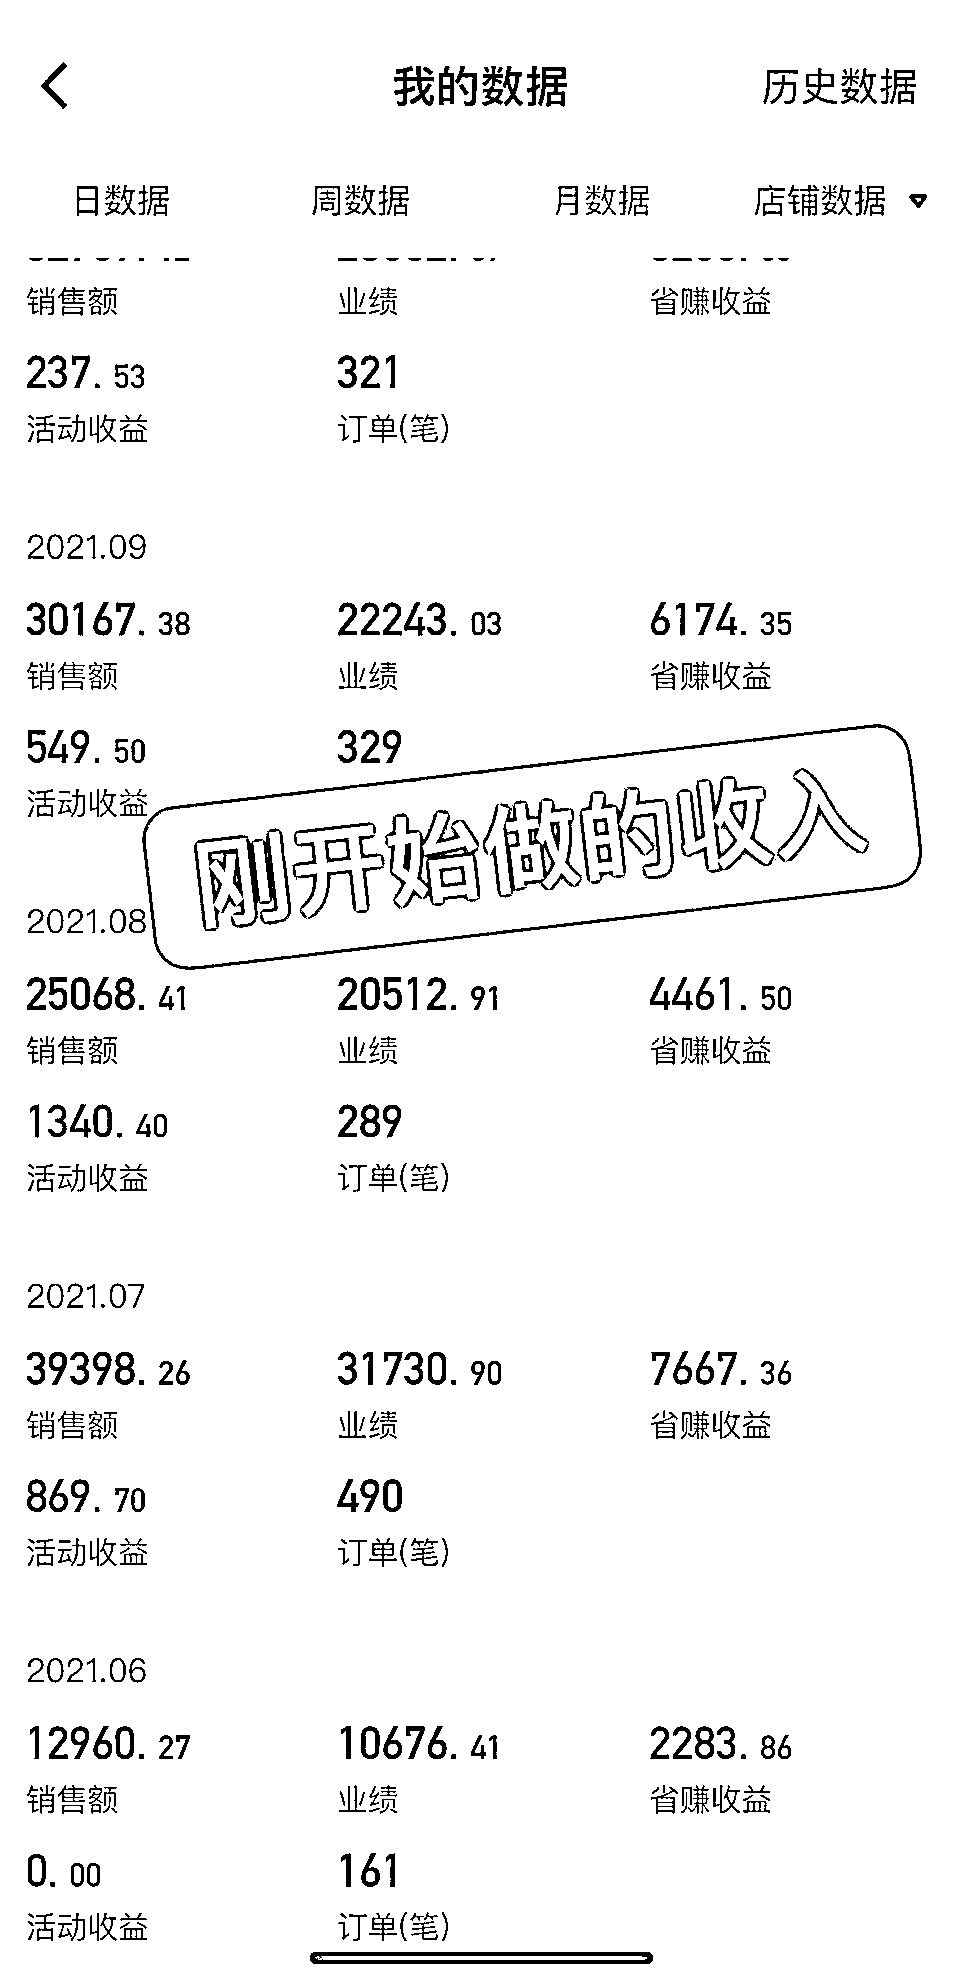 我的数据 历史数据
日数据 周数据 月数据 店铺数据
销售额 业绩 省赚收益
237.53 321
活动收益 订单(笔)
2021.09
30167.38 22243.03 6174.35
销售额 业绩 省赚收益
549.50 329
活动收益
刚开始做的收入
2021.08
25068.41 20512.91 4461.50
销售额 业绩 省赚收益
1340.40 289
活动收益 订单(笔)
2021.07
39398.26 31730.90 7667.36
销售额 业绩 省赚收益
869.70 490
活动收益 订单(笔)
2021.06
12960.27 10676.41 2283.86
销售额 业绩 省赚收益
0.00 161
活动收益 订单(笔)